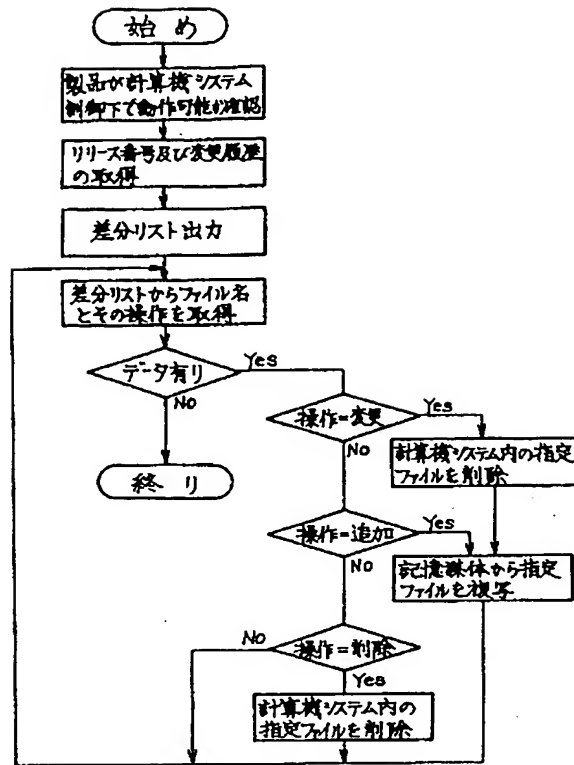 始め
製品が計算機システム
制御下で動作可能か確認
リリース番号及び変更履歴
の取得
差分リスト出力
差分リストからファイル名
とその操作を取得
データ有り
Yes
No
終り
操作=変更
Yes
No
計算機システム内の指定
ファイルを削除
操作=追加
Yes
No
記憶媒体から指定
ファイルを複写
操作=削除
No
Yes
計算機システム内の
指定ファイルを削除